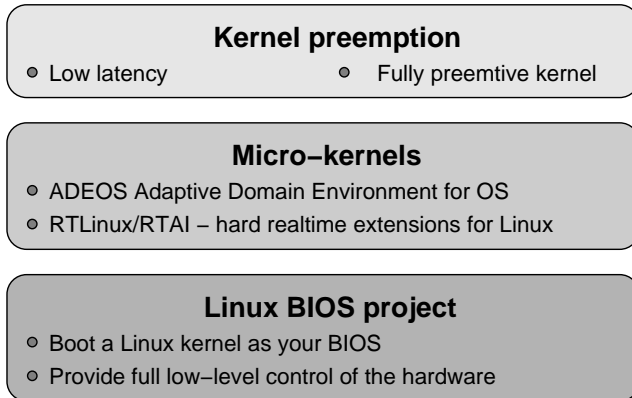 Kernel preemption
Low latency
Fully preemtive kernel
Micro−kernels
ADEOS Adaptive Domain Environment for OS
RTLinux/RTAI − hard realtime extensions for Linux
Linux BIOS project
Boot a Linux kernel as your BIOS
Provide full low−level control of the hardware